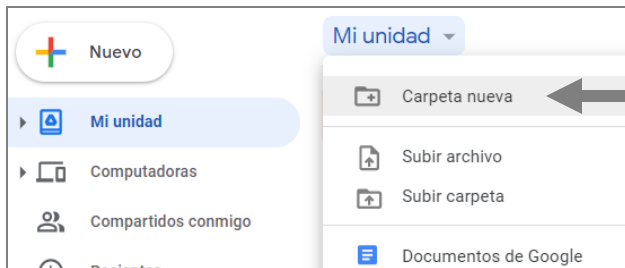 Nuevo
Mi unidad
Computadoras
Compartidos conmigo
Mi unidad
Carpeta nueva
Subir archivo
Subir carpeta
Documentos de Google